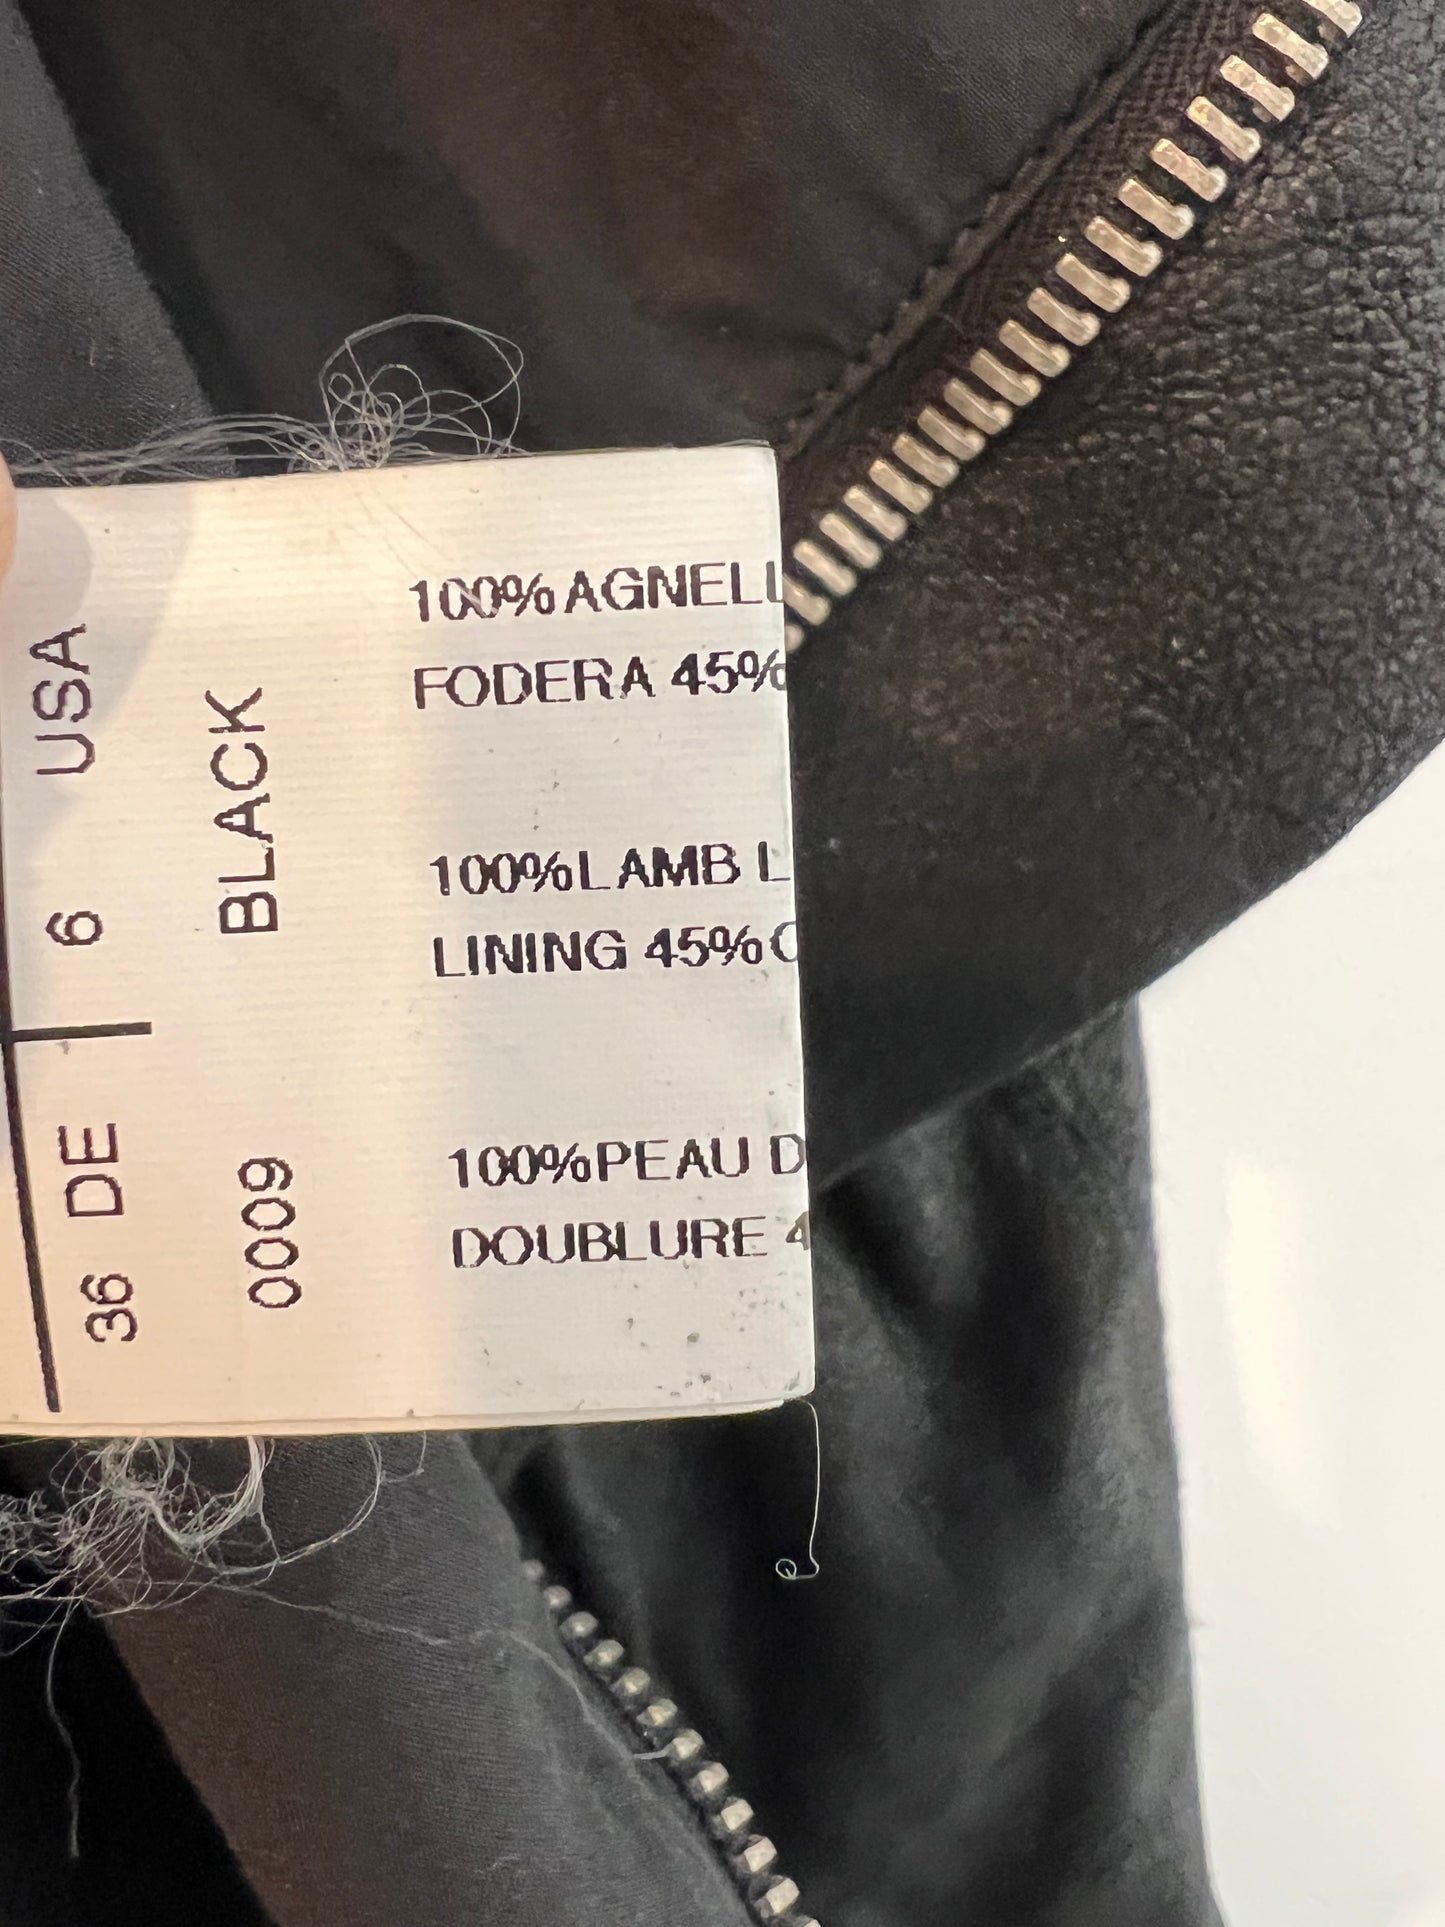 100%AGNELL
FODERA 45%
100%LAMB L
LINING 45%C
100%PEAU D
DOUBLURE 4
36 DE 6 USA
0009 BLACK